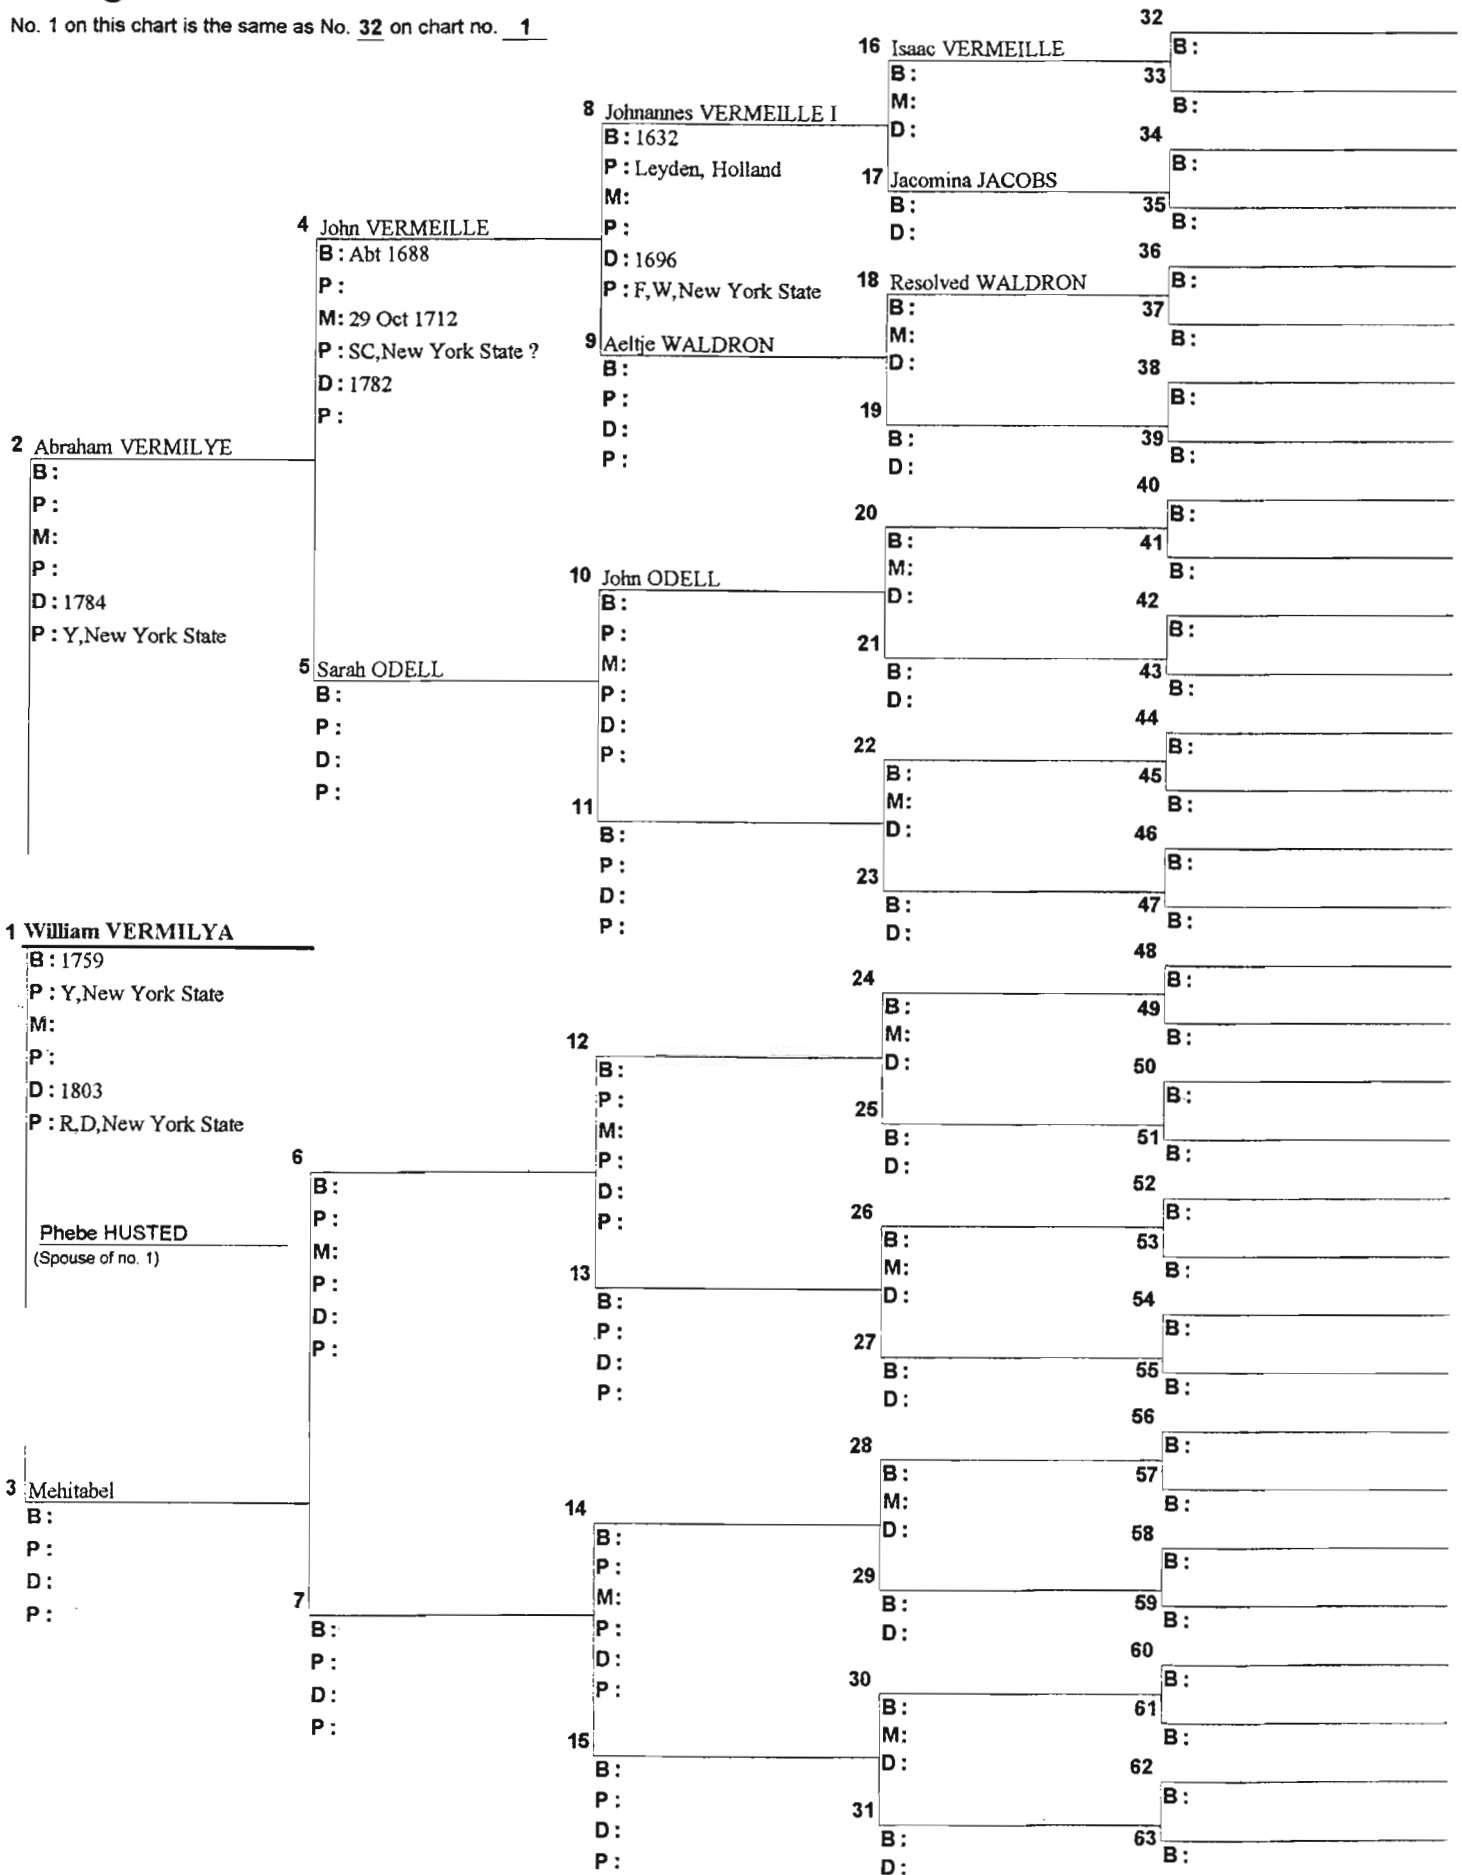 No. 1 on this chart is the same as No. 32 on chart no. 1
2 Abraham VERMILYE
B:
P:
M:
P:
D: 1784
P: Y,New York State
1 William VERMILYA
B: 1759
P: Y,New York State
M:
P:
D: 1803
P: R,D,New York State
Phebe HUSTED
(Spouse of no. 1)
3 Mehitabel
B:
P:
D:
P:
4 John VERMEILLE
B: Abt 1688
P:
M: 29 Oct 1712
P: SC,New York State ?
D: 1782
P:
5 Sarah ODELL
B:
P:
D:
P:
6
B:
P:
M:
P:
D:
P:
7
B:
P:
D:
P:
8 Johnannes VERMEILLE I
B: 1632
P: Leyden, Holland
M:
P:
D: 1696
P: F,W,New York State
9 Aeltje WALDRON
B:
P:
D:
P:
10 John ODELL
B:
P:
M:
P:
D:
P:
11
B:
P:
D:
P:
12
B:
P:
M:
P:
D:
P:
13
B:
P:
D:
P:
14
B:
P:
M:
P:
D:
P:
15
B:
P:
D:
P:
16 Isaac VERMEILLE
B:
M:
D:
17 Jacomina JACOBS
B:
D:
18 Resolved WALDRON
B:
M:
D:
19
B:
D:
20
B:
M:
D:
21
B:
D:
22
B:
M:
D:
23
B:
D:
24
B:
M:
D:
25
B:
D:
26
B:
M:
D:
27
B:
D:
28
B:
M:
D:
29
B:
D:
30
B:
M:
D:
31
B:
D:
32
B:
33
B:
34
B:
35
B:
36
B:
37
B:
38
B:
39
B:
40
B:
41
B:
42
B:
43
B:
44
B:
45
B:
46
B:
47
B:
48
B:
49
B:
50
B:
51
B:
52
B:
53
B:
54
B:
55
B:
56
B:
57
B:
58
B:
59
B:
60
B:
61
B:
62
B:
63
B: